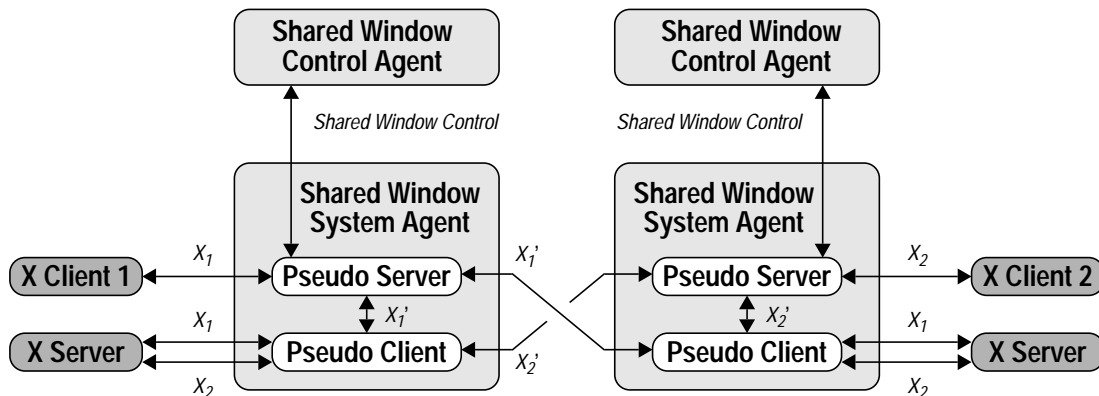 Shared Window
Control Agent
Shared Window
Control Agent
Shared Window Control
Shared Window Control
Shared Window
System Agent
Shared Window
System Agent
X Client 1
X₁
Pseudo Server
X₁'
Pseudo Server
X₂
X Client 2
X₁'
X₂'
X Server
X₁
X₂
Pseudo Client
X₂'
Pseudo Client
X₁
X₂
X Server